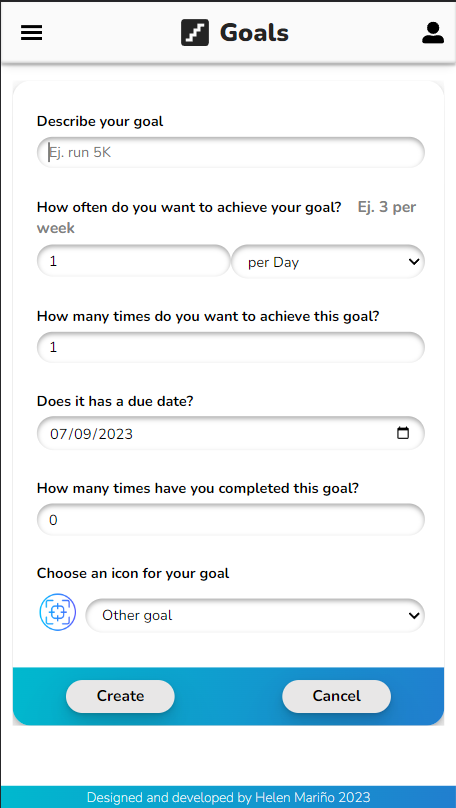 Goals
Describe your goal
Ej. run 5K
How often do you want to achieve your goal? Ej. 3 per
week
1 per Day
How many times do you want to achieve this goal?
1
Does it has a due date?
07/09/2023
How many times have you completed this goal?
0
Choose an icon for your goal
Other goal
Create Cancel
Designed and developed by Helen Mariño 2023